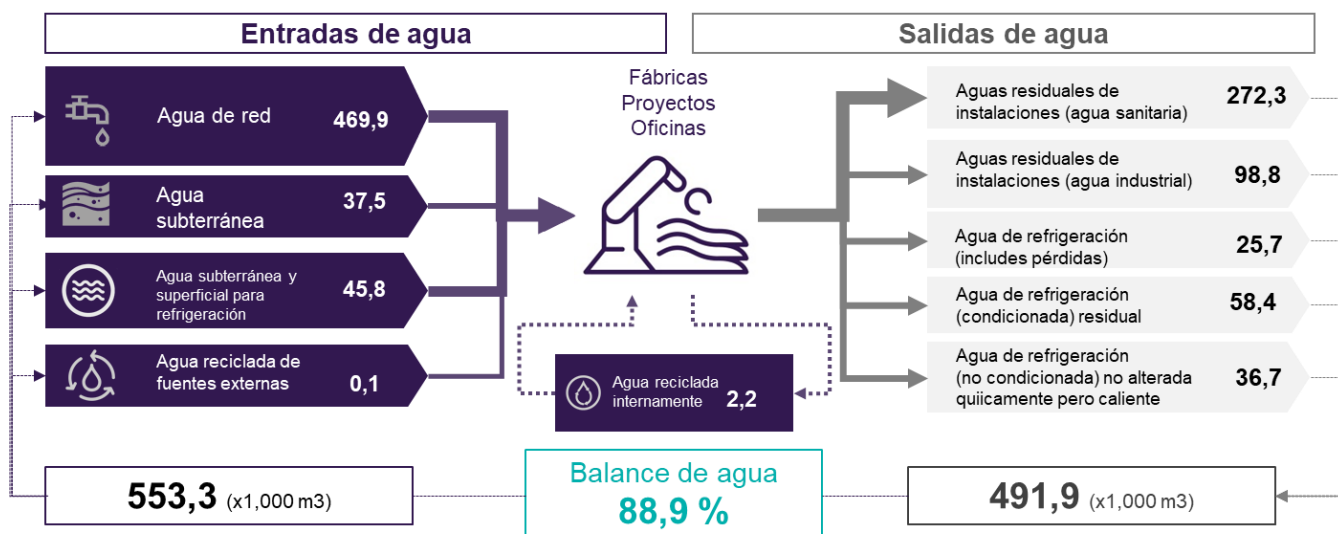 Entradas de agua
Salidas de agua
Agua de red
469,9
Agua
subterránea
37,5
Agua subterránea y
superficial para
refrigeración
45,8
Agua reciclada de
fuentes externas
0,1
Fábricas
Proyectos
Oficinas
Agua reciclada
internamente
2,2
Aguas residuales de
instalaciones (agua sanitaria)
272,3
Aguas residuales de
instalaciones (agua industrial)
98,8
Agua de refrigeración
(includes pérdidas)
25,7
Agua de refrigeración
(condicionada) residual
58,4
Agua de refrigeración
(no condicionada) no alterada
quiicamente pero caliente
36,7
553,3 (x1,000 m3)
Balance de agua
88,9 %
491,9 (x1,000 m3)